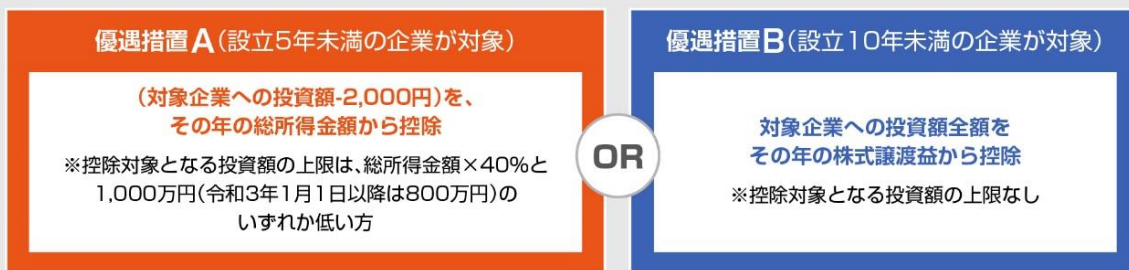 優遇措置A(設立5年未満の企業が対象)
(対象企業への投資額-2,000円)を、
その年の総所得金額から控除
※控除対象となる投資額の上限は、総所得金額×40%と
1,000万円(令和3年1月1日以降は800万円)の
いずれか低い方
OR
優遇措置B(設立10年未満の企業が対象)
対象企業への投資額全額を
その年の株式譲渡益から控除
※控除対象となる投資額の上限なし